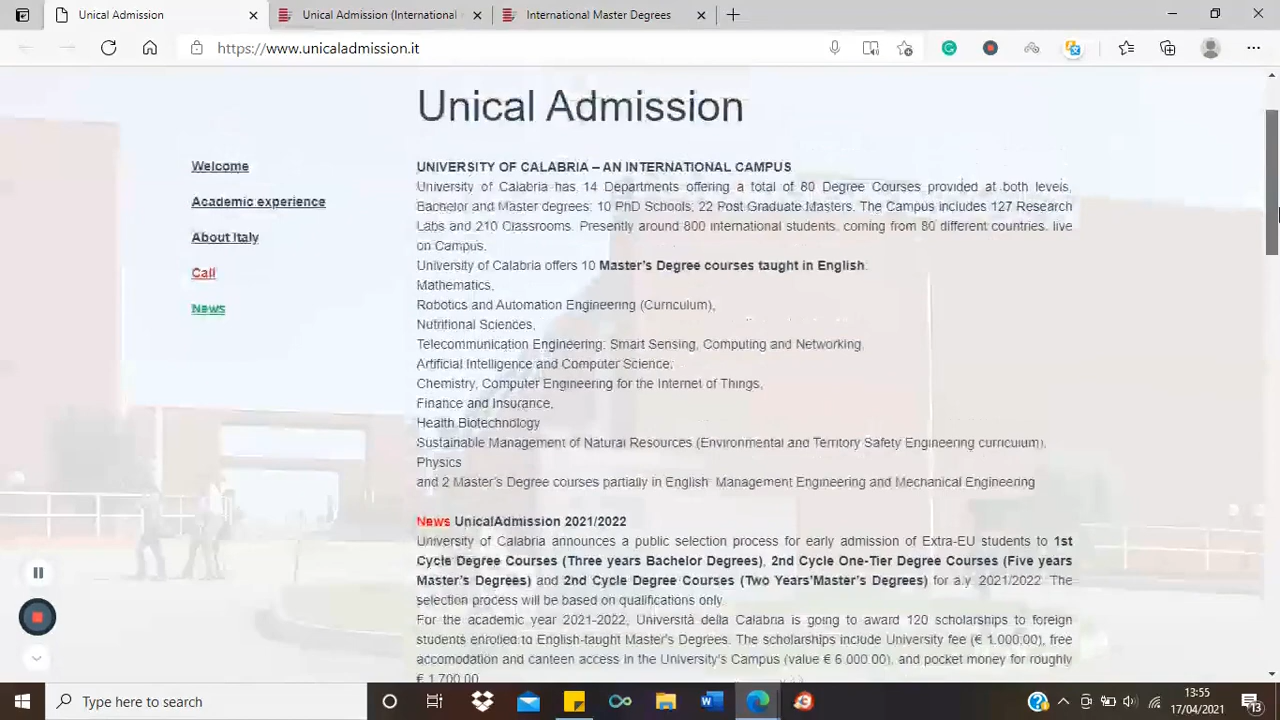 Unical Admission
Unical Admission (International
International Master Degrees
https://www.unicaladmission.it
Unical Admission
Welcome
Academic experience
About Italy
Call
News
UNIVERSITY OF CALABRIA – AN INTERNATIONAL CAMPUS
University of Calabria has 14 Departments offering a total of 80 Degree Courses provided at both levels,
Bachelor and Master degrees; 10 PhD Schools, 22 Post Graduate Masters. The Campus includes 127 Research
Labs and 210 Classrooms. Presently around 800 international students, coming from 80 different countries, live
on Campus.
University of Calabria offers 10 Master's Degree courses taught in English:
Mathematics,
Robotics and Automation Engineering (Curriculum),
Nutritional Sciences,
Telecommunication Engineering: Smart Sensing, Computing and Networking,
Artificial Intelligence and Computer Science,
Chemistry, Computer Engineering for the Internet of Things,
Finance and Insurance,
Health Biotechnology
Sustainable Management of Natural Resources (Environmental and Territory Safety Engineering curriculum),
Physics
and 2 Master's Degree courses partially in English: Management Engineering and Mechanical Engineering
News UnicalAdmission 2021/2022
University of Calabria announces a public selection process for early admission of Extra-EU students to 1st
Cycle Degree Courses (Three years Bachelor Degrees), 2nd Cycle One-Tier Degree Courses (Five years
Master's Degrees) and 2nd Cycle Degree Courses (Two Years'Master's Degrees) for a.y. 2021/2022. The
selection process will be based on qualifications only.
For the academic year 2021-2022, Università della Calabria is going to award 120 scholarships to foreign
students enrolled to English-taught Master's Degrees. The scholarships include University fee (€ 1.000,00), free
accomodation and canteen access in the University's Campus (value € 6.000,00), and pocket money for roughly
€ 1.700,00.
Type here to search
13:55
17/04/2021
13